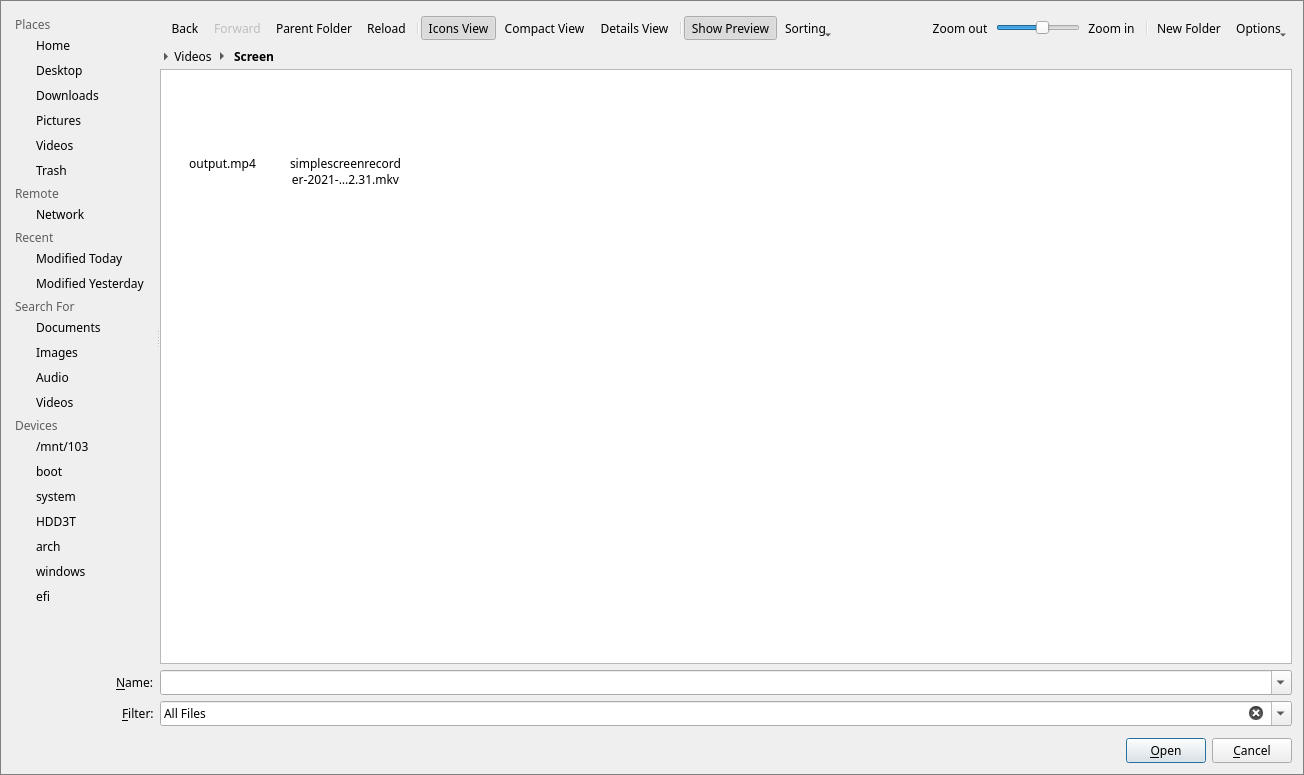 Places
Home
Desktop
Downloads
Pictures
Videos
Trash
Remote
Network
Recent
Modified Today
Modified Yesterday
Search For
Documents
Images
Audio
Videos
Devices
/mnt/103
boot
system
HDD3T
arch
windows
efi
Back Forward Parent Folder Reload Icons View Compact View Details View Show Preview Sorting Zoom out Zoom in New Folder Options
Videos Screen
output.mp4
simplescreenrecord
er-2021-...2.31.mkv
Name:
Filter: All Files
Open Cancel